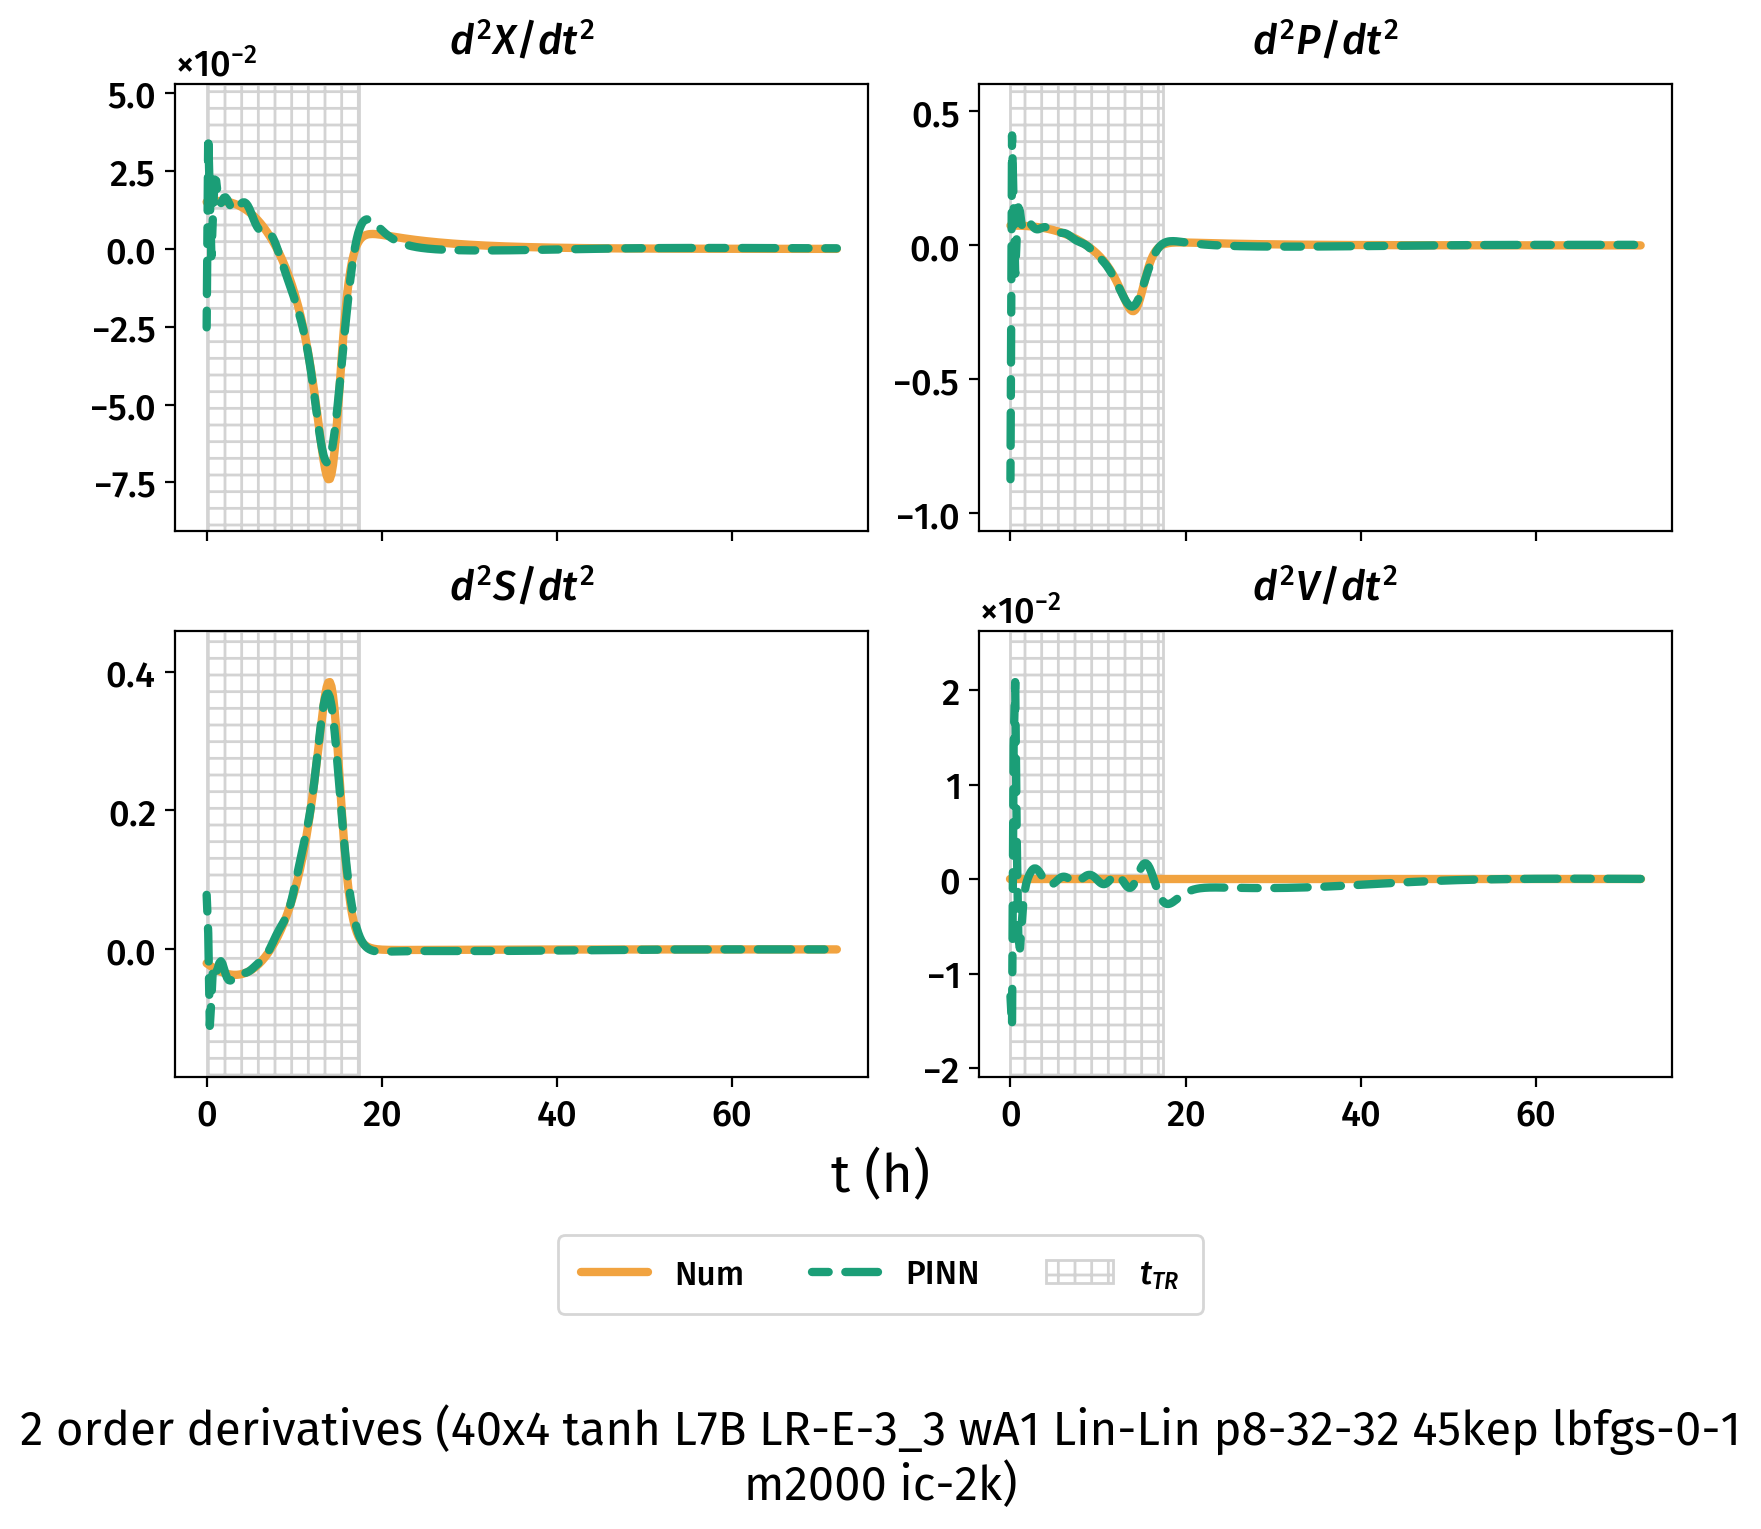 d²X/dt²
×10⁻²
5.0
2.5
0.0
−2.5
−5.0
−7.5
d²P/dt²
0.5
0.0
−0.5
−1.0
d²S/dt²
0.4
0.2
0.0
0 20 40 60
d²V/dt²
×10⁻²
2
1
0
−1
−2
0 20 40 60
t (h)
Num PINN t_TR
2 order derivatives (40x4 tanh L7B LR-E-3_3 wA1 Lin-Lin p8-32-32 45kep lbfgs-0-1
m2000 ic-2k)